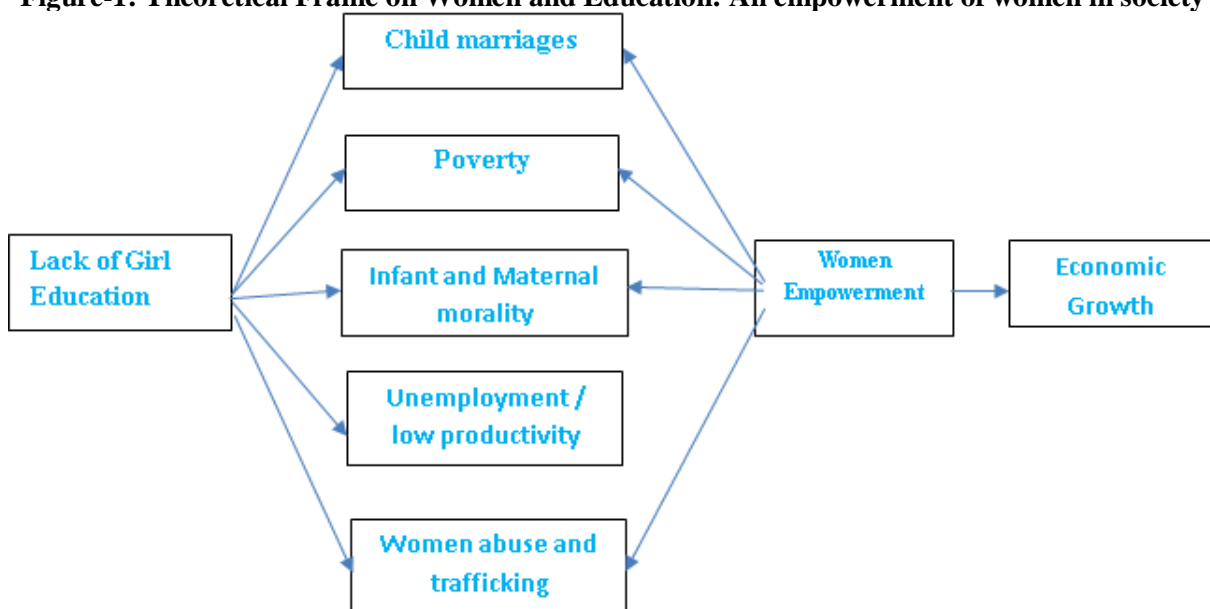 Figure-1: Theoretical Frame on Women and Education: An empowerment of women in society
Child marriages
Poverty
Lack of Girl
Education
Infant and Maternal
morality
Women
Empowerment
Economic
Growth
Unemployment /
low productivity
Women abuse and
trafficking